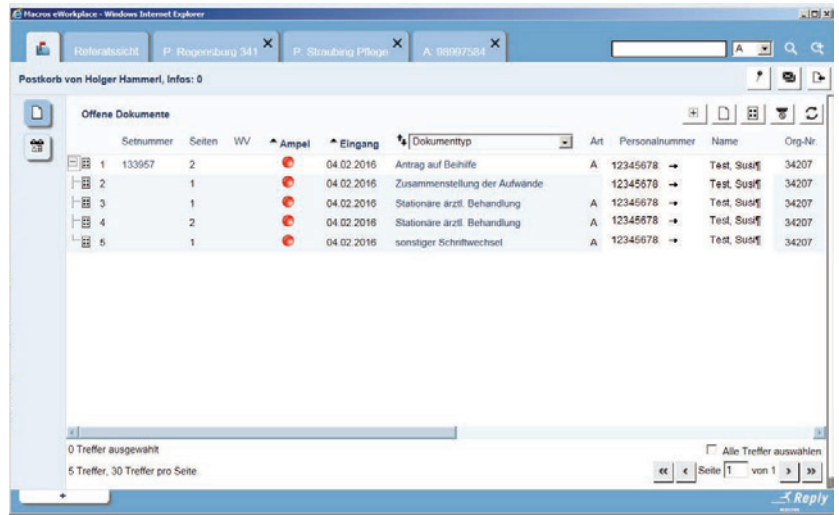 Macros eWorkplace - Windows Internet Explorer
Referatssicht P. Regensburg 341 P. Straubing Pflege A: 98997584 A
Postkorb von Holger Hammerl, Infos: 0
Offene Dokumente
Setnummer Seiten WV Ampel Eingang Dokumenttyp Art Personalnummer Name Org-Nr.
1 133957 2 04.02.2016 Antrag auf Beihilfe A 12345678 → Test, Susi¶ 34207
2 1 04.02.2016 Zusammenstellung der Aufwände 12345678 → Test, Susi¶ 34207
3 1 04.02.2016 Stationäre ärztl. Behandlung A 12345678 → Test, Susi¶ 34207
4 2 04.02.2016 Stationäre ärztl. Behandlung A 12345678 → Test, Susi¶ 34207
5 1 04.02.2016 sonstiger Schriftwechsel A 12345678 → Test, Susi¶ 34207
0 Treffer ausgewählt Alle Treffer auswählen
5 Treffer, 30 Treffer pro Seite Seite 1 von 1
Reply